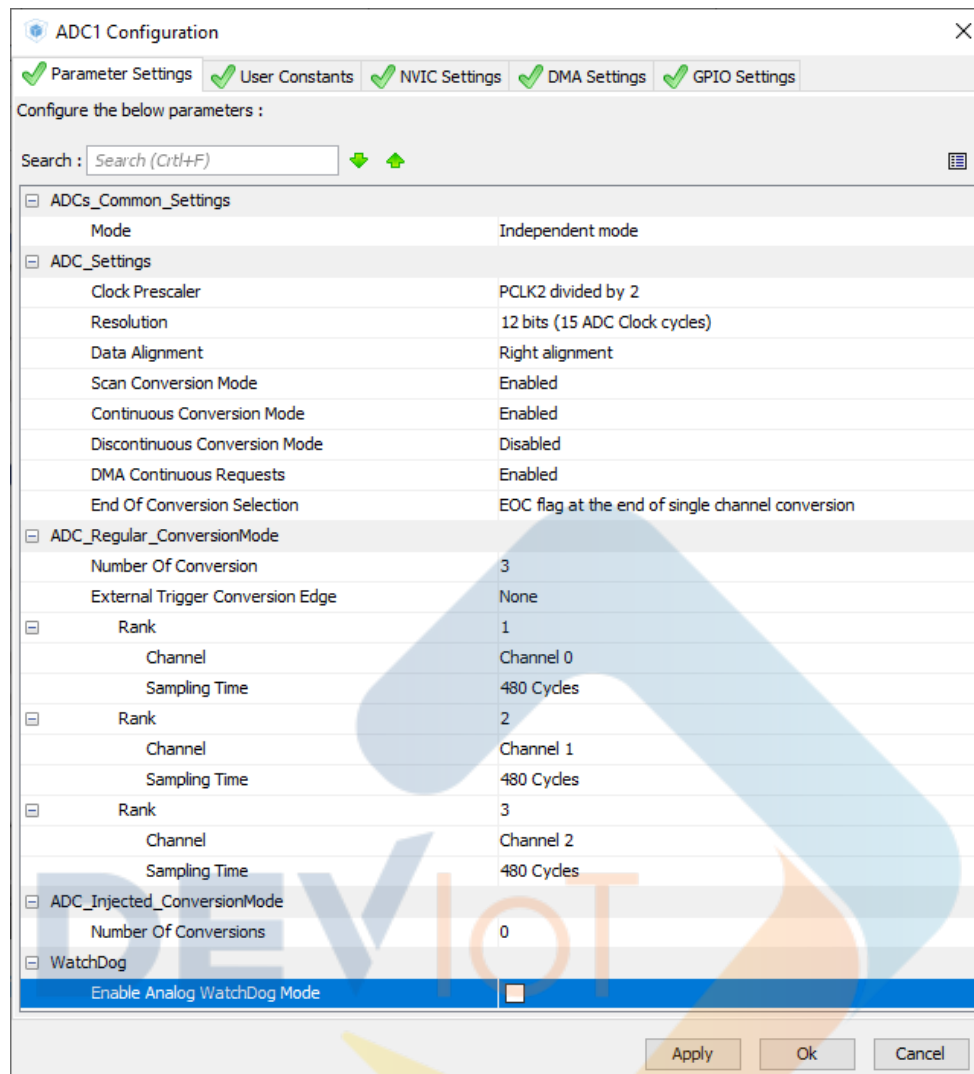 ADC1 Configuration
Parameter Settings User Constants NVIC Settings DMA Settings GPIO Settings
Configure the below parameters :
Search : Search (Crtl+F)
ADCs_Common_Settings
Mode Independent mode
ADC_Settings
Clock Prescaler PCLK2 divided by 2
Resolution 12 bits (15 ADC Clock cycles)
Data Alignment Right alignment
Scan Conversion Mode Enabled
Continuous Conversion Mode Enabled
Discontinuous Conversion Mode Disabled
DMA Continuous Requests Enabled
End Of Conversion Selection EOC flag at the end of single channel conversion
ADC_Regular_ConversionMode
Number Of Conversion 3
External Trigger Conversion Edge None
Rank 1
Channel Channel 0
Sampling Time 480 Cycles
Rank 2
Channel Channel 1
Sampling Time 480 Cycles
Rank 3
Channel Channel 2
Sampling Time 480 Cycles
ADC_Injected_ConversionMode
Number Of Conversions 0
WatchDog
Enable Analog WatchDog Mode
DEVIoT
Apply Ok Cancel